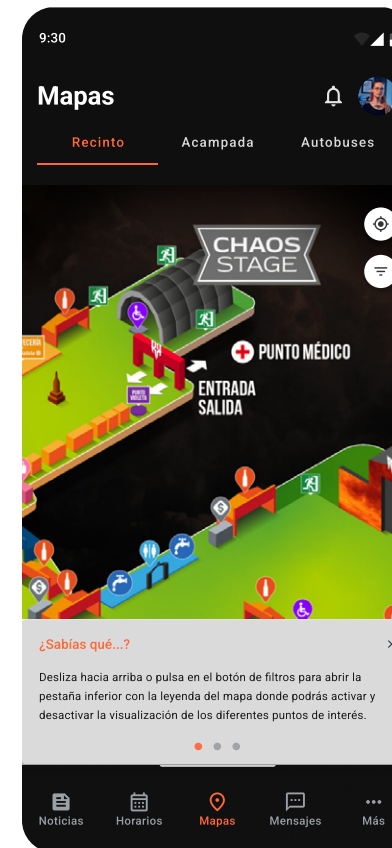 9:30
Mapas
Recinto
Acampada
Autobuses
CHAOS
STAGE
PUNTO MÉDICO
ENTRADA
SALIDA
PUNTO
VIOLETA
¿Sabías qué...?
Desliza hacia arriba o pulsa en el botón de filtros para abrir la
pestaña inferior con la leyenda del mapa donde podrás activar y
desactivar la visualización de los diferentes puntos de interés.
Noticias
Horarios
Mapas
Mensajes
Más